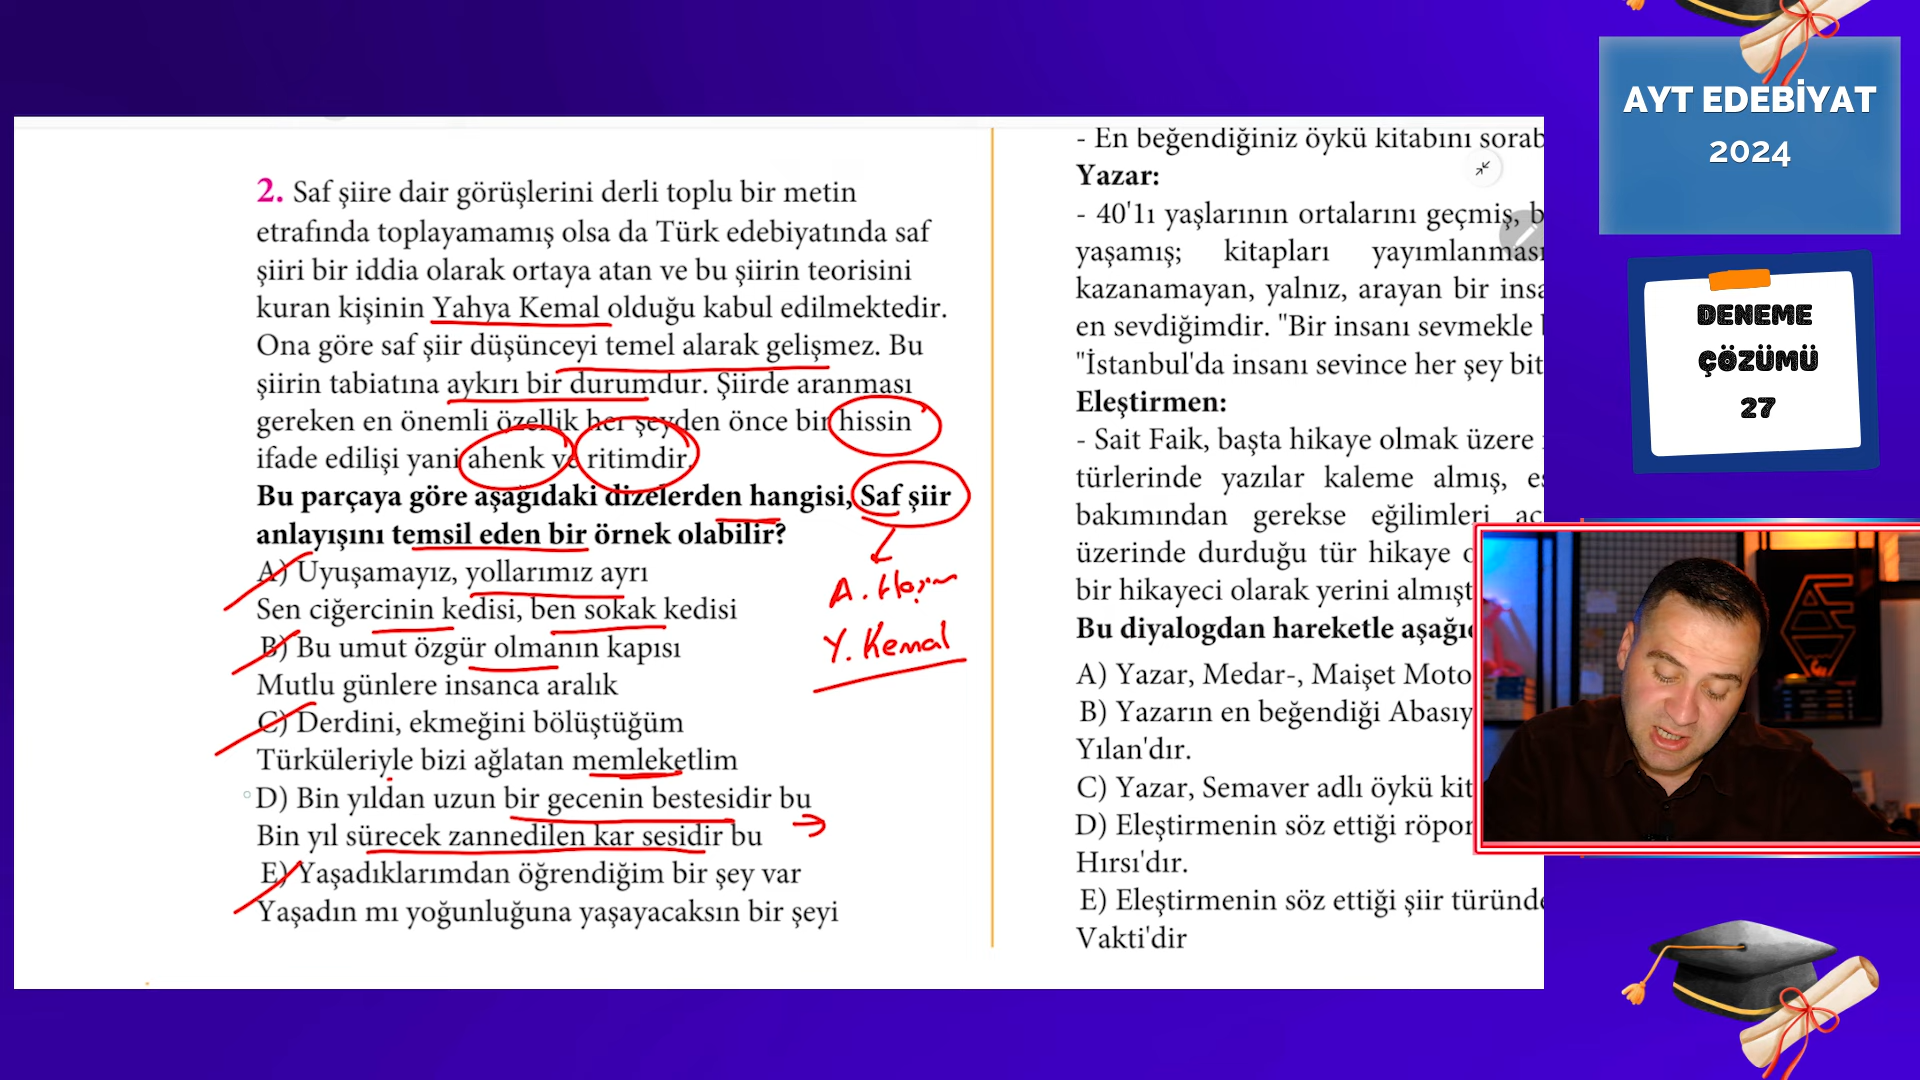 AYT EDEBİYAT
2024
DENEME
ÇÖZÜMÜ
27
2. Saf şiire dair görüşlerini derli toplu bir metin
etrafında toplayamamış olsa da Türk edebiyatında saf
şiiri bir iddia olarak ortaya atan ve bu şiirin teorisini
kuran kişinin Yahya Kemal olduğu kabul edilmektedir.
Ona göre saf şiir düşünceyi temel alarak gelişmez. Bu
şiirin tabiatına aykırı bir durumdur. Şiirde aranması
gereken en önemli özellik her şeyden önce bir hissin
ifade edilişi yani ahenk ve ritimdir.
Bu parçaya göre aşağıdaki dizelerden hangisi, Saf şiir
anlayışını temsil eden bir örnek olabilir?
A) Uyuşamayız, yollarımız ayrı
Sen ciğercinin kedisi, ben sokak kedisi
B) Bu umut özgür olmanın kapısı
Mutlu günlere insanca aralık
C) Derdini, ekmeğini bölüştüğüm
Türküleriyle bizi ağlatan memleketlim
D) Bin yıldan uzun bir gecenin bestesidir bu
Bin yıl sürecek zannedilen kar sesidir bu
E) Yaşadıklarımdan öğrendiğim bir şey var
Yaşadın mı yoğunluğuna yaşayacaksın bir şeyi
A. Haşim
Y. Kemal
- En beğendiğiniz öykü kitabını sorab
Yazar:
- 40'lı yaşlarının ortalarını geçmiş, b
yaşamış; kitapları yayımlanması
kazanamayan, yalnız, arayan bir insa
en sevdiğimdir. "Bir insanı sevmekle
"İstanbul'da insanı sevince her şey bit
Eleştirmen:
- Sait Faik, başta hikaye olmak üzere
türlerinde yazılar kaleme almış, es
bakımından gerekse eğilimleri aç
üzerinde durduğu tür hikaye o
bir hikayeci olarak yerini almışt
Bu diyalogdan hareketle aşağıd
A) Yazar, Medar-, Maişet Moto
B) Yazarın en beğendiği Abasıy
Yılan'dır.
C) Yazar, Semaver adlı öykü kit
D) Eleştirmenin söz ettiği röpor
Hırsı'dır.
E) Eleştirmenin söz ettiği şiir türünde
Vakti'dir